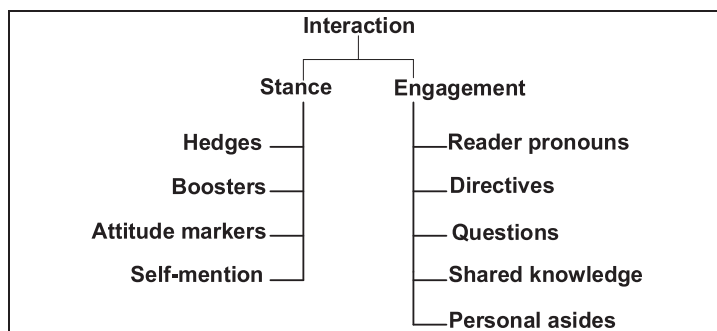 Interaction
Stance
Engagement
Hedges
Boosters
Attitude markers
Self-mention
Reader pronouns
Directives
Questions
Shared knowledge
Personal asides